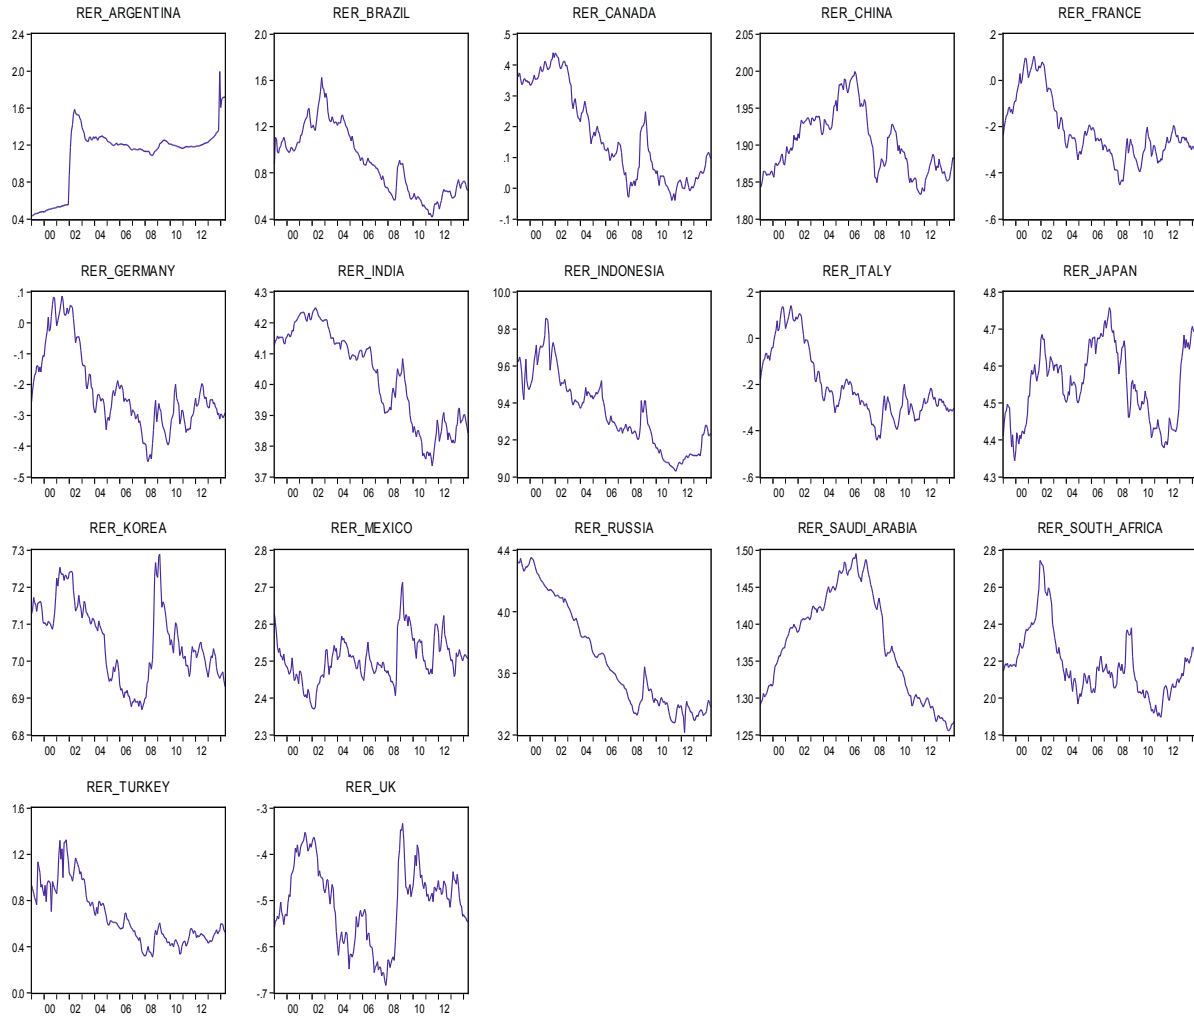 RER_ARGENTINA
2.4
2.0
1.6
1.2
0.8
0.4
00 02 04 06 08 10 12
RER_BRAZIL
2.0
1.6
1.2
0.8
0.4
00 02 04 06 08 10 12
RER_CANADA
.5
.4
.3
.2
.1
.0
-.1
00 02 04 06 08 10 12
RER_CHINA
2.05
2.00
1.95
1.90
1.85
1.80
00 02 04 06 08 10 12
RER_FRANCE
.2
.0
-.2
-.4
-.6
00 02 04 06 08 10 12
RER_GERMANY
.1
.0
-.1
-.2
-.3
-.4
-.5
00 02 04 06 08 10 12
RER_INDIA
4.3
4.2
4.1
4.0
3.9
3.8
3.7
00 02 04 06 08 10 12
RER_INDONESIA
10.0
9.8
9.6
9.4
9.2
9.0
00 02 04 06 08 10 12
RER_ITALY
.2
.0
-.2
-.4
-.6
00 02 04 06 08 10 12
RER_JAPAN
4.8
4.7
4.6
4.5
4.4
4.3
00 02 04 06 08 10 12
RER_KOREA
7.3
7.2
7.1
7.0
6.9
6.8
00 02 04 06 08 10 12
RER_MEXICO
2.8
2.7
2.6
2.5
2.4
2.3
00 02 04 06 08 10 12
RER_RUSSIA
4.4
4.0
3.6
3.2
00 02 04 06 08 10 12
RER_SAUDI_ARABIA
1.50
1.45
1.40
1.35
1.30
1.25
00 02 04 06 08 10 12
RER_SOUTH_AFRICA
2.8
2.6
2.4
2.2
2.0
1.8
00 02 04 06 08 10 12
RER_TURKEY
1.6
1.2
0.8
0.4
0.0
00 02 04 06 08 10 12
RER_UK
-.3
-.4
-.5
-.6
-.7
00 02 04 06 08 10 12